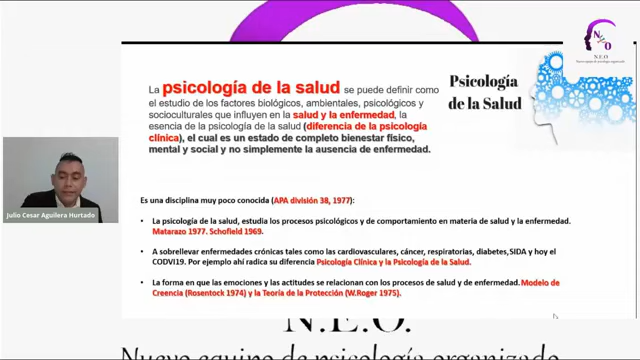 N.E.O.
Nuevo equipo de psicología organizado
La psicología de la salud se puede definir como
el estudio de los factores biológicos, ambientales, psicológicos y
socioculturales que influyen en la salud y la enfermedad, la
esencia de la psicología de la salud (diferencia de la psicología
clínica), el cual es un estado de completo bienestar físico,
mental y social y no simplemente la ausencia de enfermedad.
Psicología
de la Salud
Es una disciplina muy poco conocida (APA división 38, 1977):
• La psicología de la salud, estudia los procesos psicológicos y de comportamiento en materia de salud y la enfermedad.
Matarazo 1977. Schofield 1969.
• A sobrellevar enfermedades crónicas tales como las cardiovasculares, cáncer, respiratorias, diabetes, SIDA y hoy el
CODVI19. Por ejemplo ahí radica su diferencia Psicología Clínica y la Psicología de la Salud.
• La forma en que las emociones y las actitudes se relacionan con los procesos de salud y de enfermedad. Modelo de
Creencia (Rosentock 1974) y la Teoría de la Protección (W.Roger 1975).
Julio Cesar Aguilera Hurtado
N.E.O.
Nuevo equipo de psicología organizado